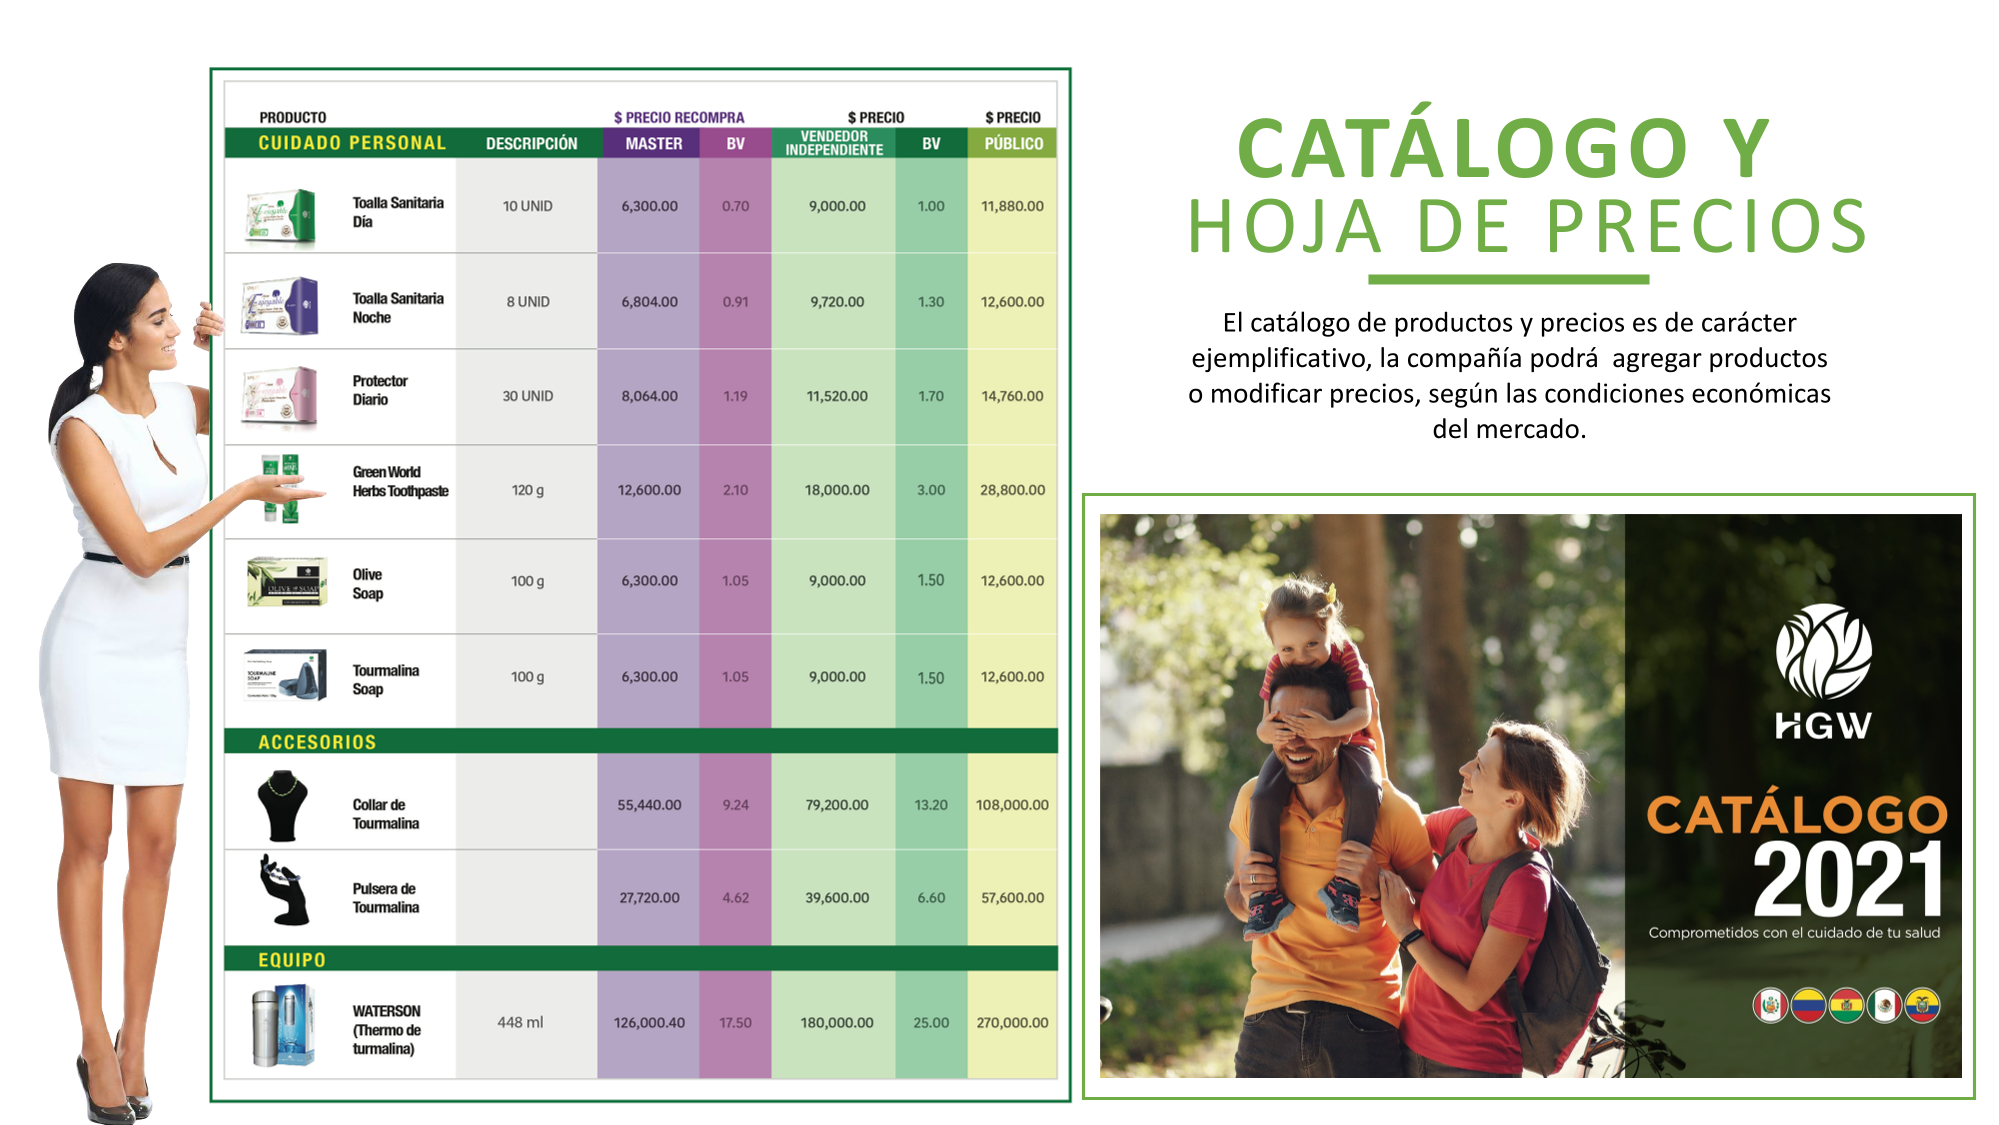 PRODUCTO $ PRECIO RECOMPRA $ PRECIO $ PRECIO
CUIDADO PERSONAL DESCRIPCIÓN MASTER BV VENDEDOR INDEPENDIENTE BV PÚBLICO
Toalla Sanitaria
Día
10 UNID 6,300.00 0.70 9,000.00 1.00 11,880.00
Toalla Sanitaria
Noche
8 UNID 6,804.00 0.91 9,720.00 1.30 12,600.00
Protector
Diario
30 UNID 8,064.00 1.19 11,520.00 1.70 14,760.00
Green World
Herbs Toothpaste
120 g 12,600.00 2.10 18,000.00 3.00 28,800.00
OLIVE SOAP
Olive
Soap
100 g 6,300.00 1.05 9,000.00 1.50 12,600.00
TOURMALINE
SOAP
Tourmalina
Soap
100 g 6,300.00 1.05 9,000.00 1.50 12,600.00
ACCESORIOS
Collar de
Tourmalina
55,440.00 9.24 79,200.00 13.20 108,000.00
Pulsera de
Tourmalina
27,720.00 4.62 39,600.00 6.60 57,600.00
EQUIPO
WATERSON
(Thermo de
turmalina)
448 ml 126,000.40 17.50 180,000.00 25.00 270,000.00
CATÁLOGO Y
HOJA DE PRECIOS
El catálogo de productos y precios es de carácter
ejemplificativo, la compañía podrá agregar productos
o modificar precios, según las condiciones económicas
del mercado.
HGW
CATÁLOGO
2021
Comprometidos con el cuidado de tu salud